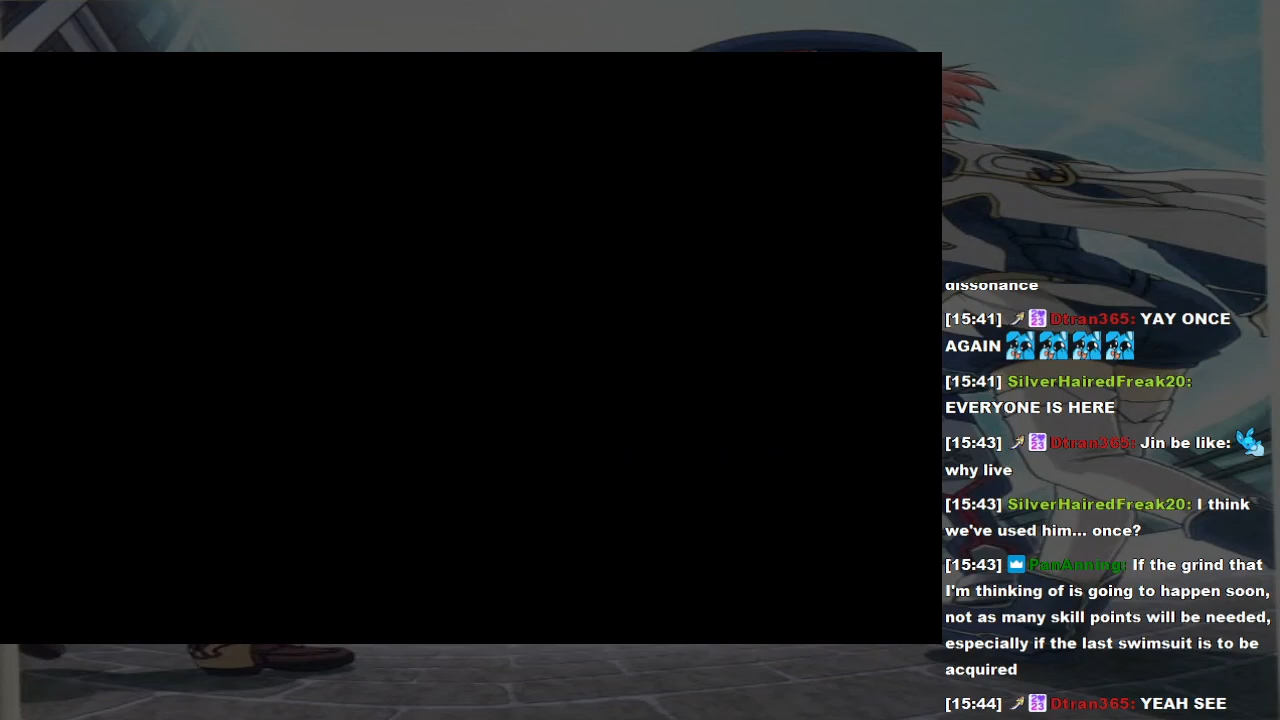 dissonance
[15:41] Dtran365: YAY ONCE
AGAIN
[15:41] SilverHairedFreak20:
EVERYONE IS HERE
[15:43] Dtran365: Jin be like:
why live
[15:43] SilverHairedFreak20: I think
we've used him... once?
[15:43] PanAnning: If the grind that
I'm thinking of is going to happen soon,
not as many skill points will be needed,
especially if the last swimsuit is to be
acquired
[15:44] Dtran365: YEAH SEE